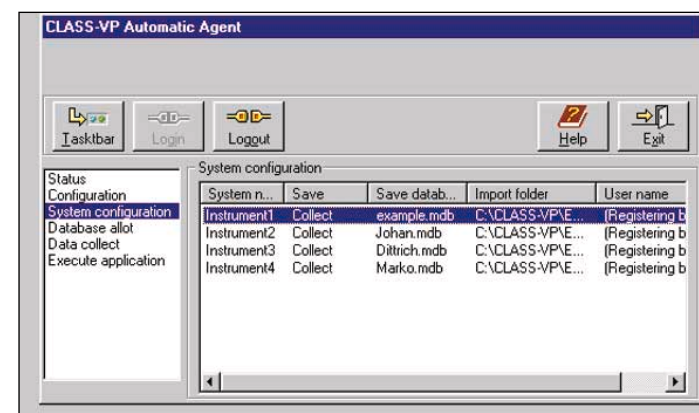 CLASS-VP Automatic Agent
Tasktbar
Login
Logout
Help
Exit
Status
Configuration
System configuration
Database allot
Data collect
Execute application
System configuration
System n... Save Save datab... Import folder User name
Instrument1 Collect example.mdb C:\CLASS-VP\E... (Registering b
Instrument2 Collect Johan.mdb C:\CLASS-VP\E... (Registering b
Instrument3 Collect Dittrich.mdb C:\CLASS-VP\E... (Registering b
Instrument4 Collect Marko.mdb C:\CLASS-VP\E... (Registering b